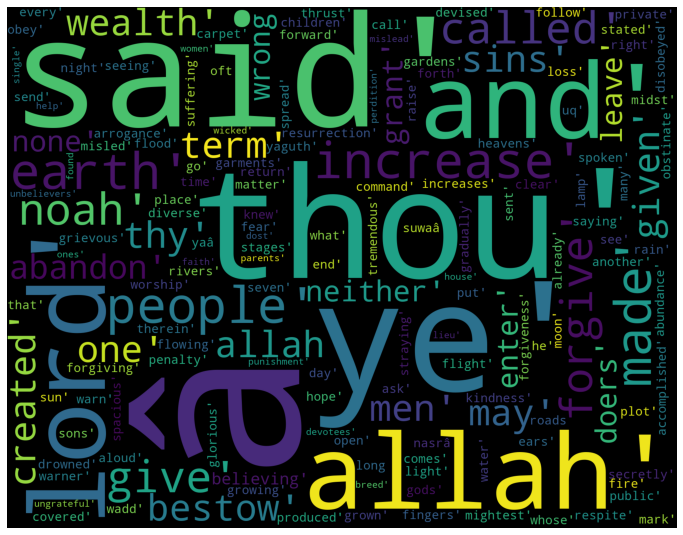 every'
wealth'
obey'
carpet'
thrust'
devised'
follow'
private'
children'
call'
stated'
women'
forward'
called'
right'
said'
wrong
mislead'
single'
night'
seeing'
suffering'
oft
gardens'
sins'
loss'
leave'
disobeyed'
send'
help'
spread'
perdition'
grant'
forth'
and'
midst
arrogance'
wicked'
resurrection'
raise'
uq'
none'
misled'
flood'
term'
yaguth'
heavens'
obstinate'
spoken'
earth'
found
garments'
return'
increase'
clear'
given'
unbelievers'
go'
time'
matter'
command'
increases'
lamp'
many'
noah'
place'
diverse'
knew'
thou'
sent'
saying'
thy'
fear'
what'
suwaâ
tremendous'
gradually'
see'
grievous'
yaâ
stages'
dost'
end'
already'
rain'
ones'
faith'
parents'
another'
abandon'
rivers'
seven'
neither'
house'
forgive'
abundance'
worship'
put'
that'
therein'
people'
ye'
he'
moon'
made'
lord'
created'
one'
flowing'
allah
straying'
lieu'
flight'
enter'
forgiveness'
doers'
accomplished'
forgiving'
penalty'
punishment'
day'
spacious'
â
sun'
warn'
hope'
ask'
men'
may'
kindness'
roads'
plot'
sons'
glorious'
devotees'
drowned'
aloud'
open'
nasrâ
ears'
warner'
give'
believing'
long
comes'
water'
secretly'
light'
allah'
fire'
growing'
breed'
gods'
public'
ungrateful'
wadd'
bestow'
covered'
produced'
grown'
fingers'
mightest'
whose'
respite'
mark'